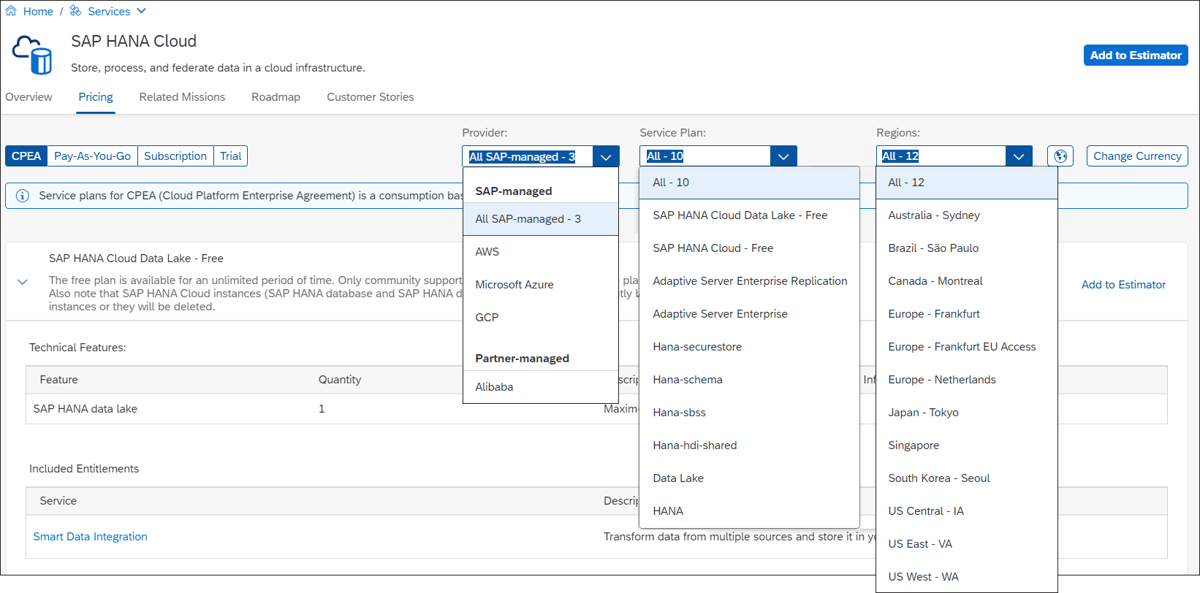 Home / Services
SAP HANA Cloud
Store, process, and federate data in a cloud infrastructure.
Add to Estimator
Overview Pricing Related Missions Roadmap Customer Stories
Provider: Service Plan: Regions:
CPEA Pay-As-You-Go Subscription Trial All SAP-managed - 3 All - 10 All - 12 Change Currency
Service plans for CPEA (Cloud Platform Enterprise Agreement) is a consumption
SAP-managed
All SAP-managed - 3
AWS
Microsoft Azure
GCP
Partner-managed
Alibaba
All - 10
SAP HANA Cloud Data Lake - Free
SAP HANA Cloud - Free
Adaptive Server Enterprise Replication
Adaptive Server Enterprise
Hana-securestore
Hana-schema
Hana-sbss
Hana-hdi-shared
Data Lake
HANA
All - 12
Australia - Sydney
Brazil - São Paulo
Canada - Montreal
Europe - Frankfurt
Europe - Frankfurt EU Access
Europe - Netherlands
Japan - Tokyo
Singapore
South Korea - Seoul
US Central - IA
US East - VA
US West - WA
SAP HANA Cloud Data Lake - Free
The free plan is available for an unlimited period of time. Only community support
Also note that SAP HANA Cloud instances (SAP HANA database and SAP HANA
instances or they will be deleted.
Add to Estimator
Technical Features:
Feature Quantity
SAP HANA data lake 1
Included Entitlements
Service
Smart Data Integration Transform data from multiple sources and store it in